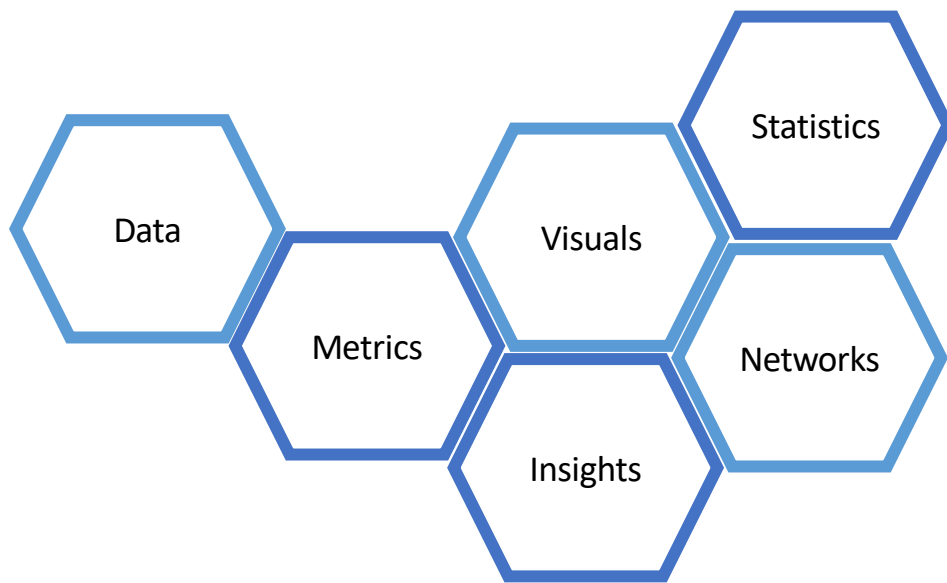 Data
Metrics
Visuals
Insights
Statistics
Networks